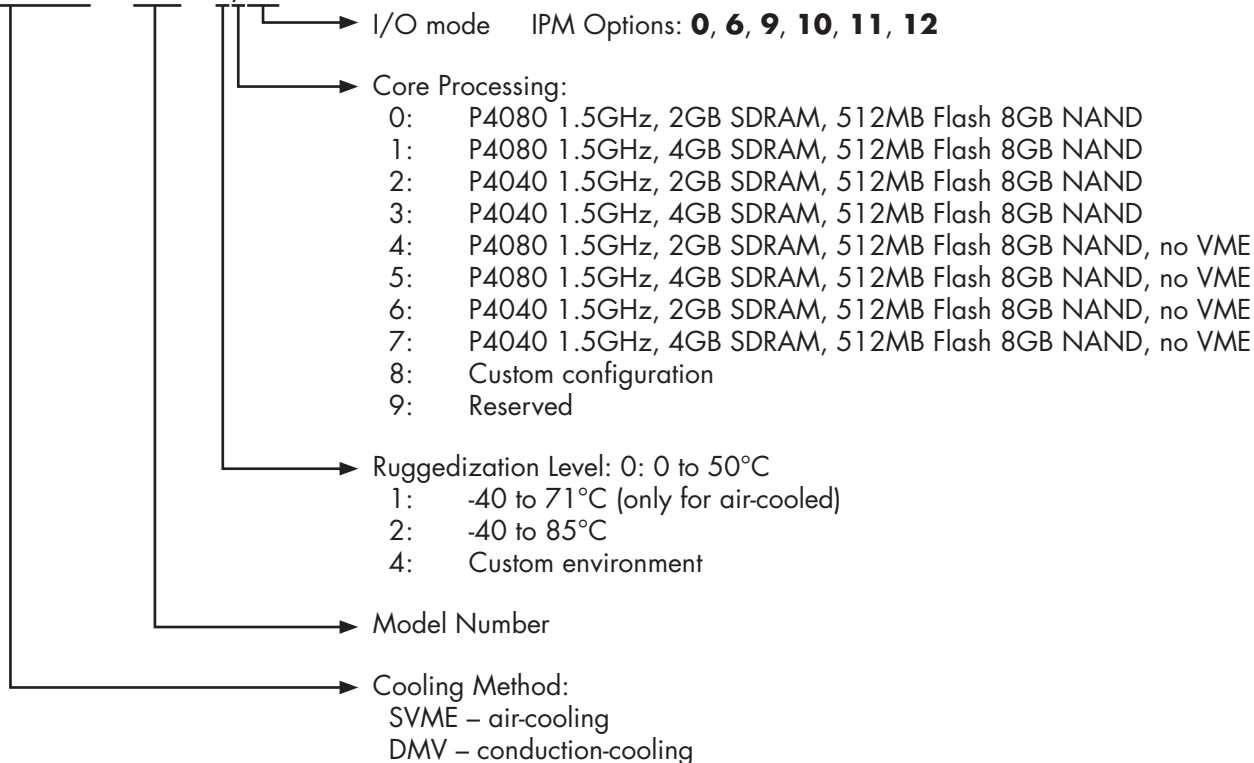 I/O mode IPM Options: 0, 6, 9, 10, 11, 12
Core Processing:
0: P4080 1.5GHz, 2GB SDRAM, 512MB Flash 8GB NAND
1: P4080 1.5GHz, 4GB SDRAM, 512MB Flash 8GB NAND
2: P4040 1.5GHz, 2GB SDRAM, 512MB Flash 8GB NAND
3: P4040 1.5GHz, 4GB SDRAM, 512MB Flash 8GB NAND
4: P4080 1.5GHz, 2GB SDRAM, 512MB Flash 8GB NAND, no VME
5: P4080 1.5GHz, 4GB SDRAM, 512MB Flash 8GB NAND, no VME
6: P4040 1.5GHz, 2GB SDRAM, 512MB Flash 8GB NAND, no VME
7: P4040 1.5GHz, 4GB SDRAM, 512MB Flash 8GB NAND, no VME
8: Custom configuration
9: Reserved
Ruggedization Level: 0: 0 to 50°C
1: -40 to 71°C (only for air-cooled)
2: -40 to 85°C
4: Custom environment
Model Number
Cooling Method:
SVME – air-cooling
DMV – conduction-cooling